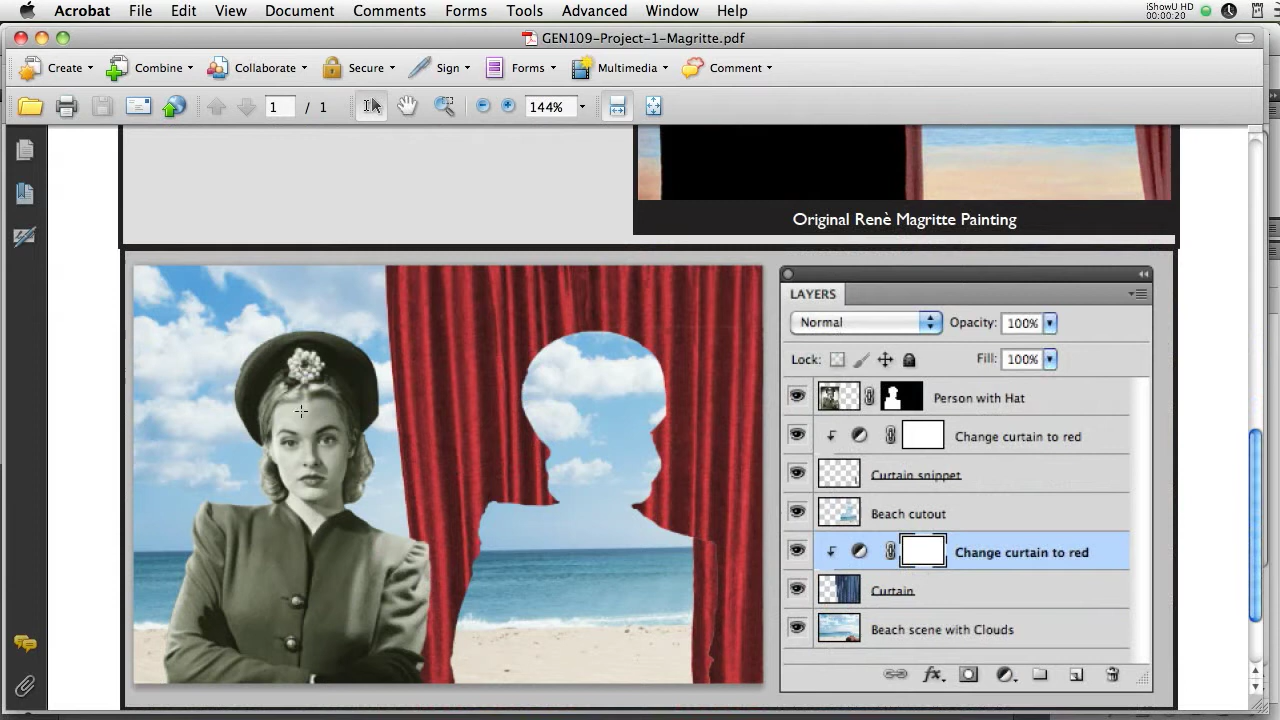 Acrobat File Edit View Document Comments Forms Tools Advanced Window Help
iShowU HD
00:00:20
GEN109-Project-1-Magritte.pdf
Create Combine Collaborate Secure Sign Forms Multimedia Comment
1 / 1 144%
Original Renè Magritte Painting
LAYERS
Normal Opacity: 100%
Lock: Fill: 100%
Person with Hat
Change curtain to red
Curtain snippet
Beach cutout
Change curtain to red
Curtain
Beach scene with Clouds
fx